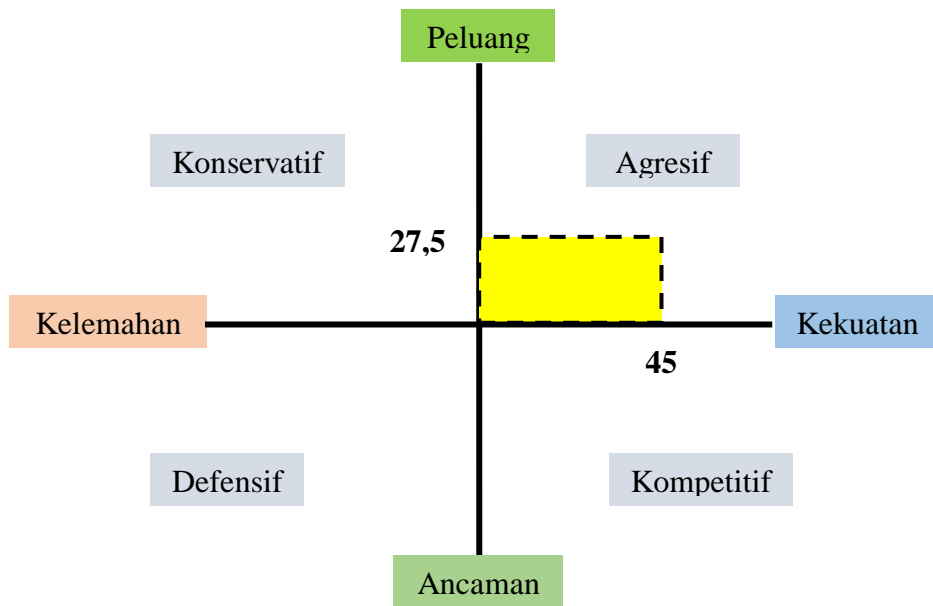 Peluang
Konservatif
Agresif
27,5
Kelemahan
Kekuatan
45
Defensif
Kompetitif
Ancaman